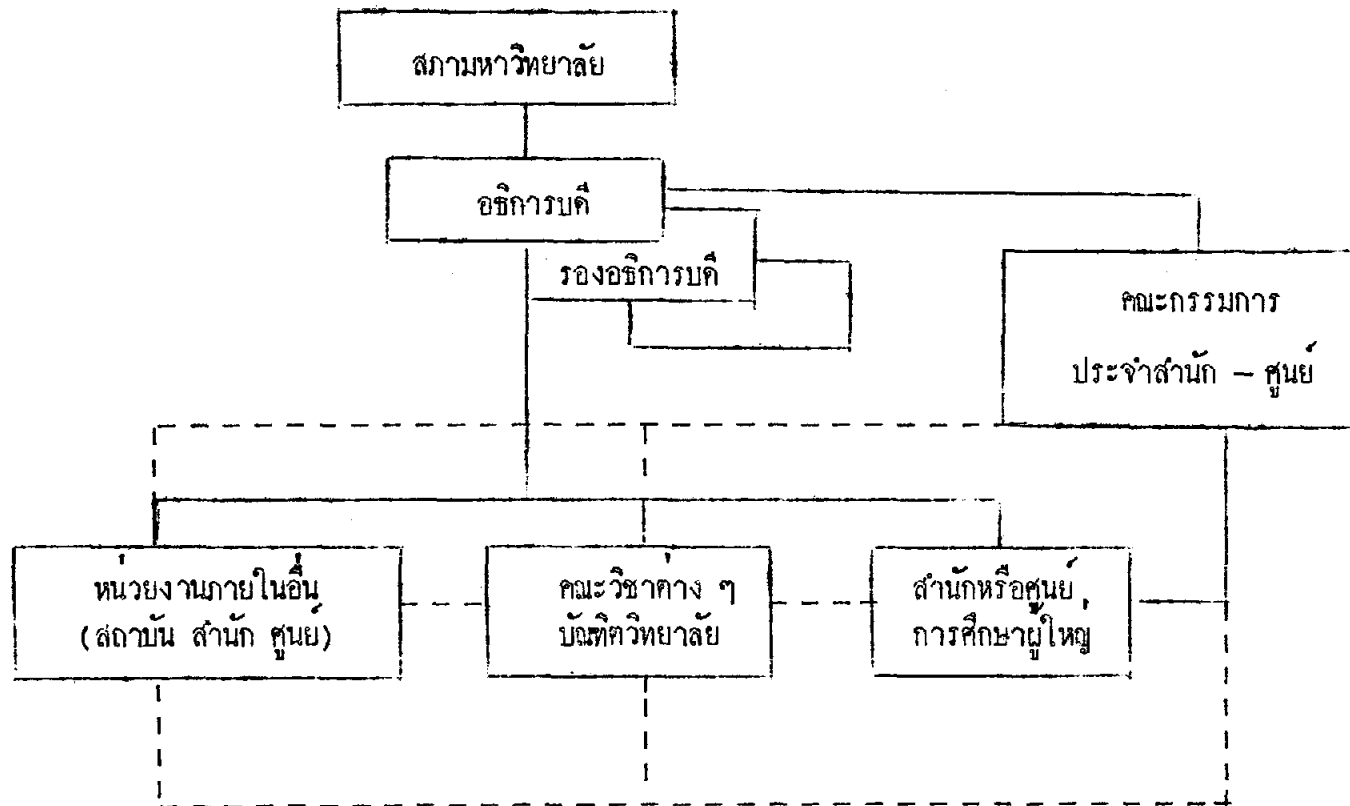 สภามหาวิทยาลัย
อธิการบดี
รองอธิการบดี
คณะกรรมการ
ประจำสำนัก – ศูนย์
หน่วยงานภายในอื่น
(สถาบัน สำนัก ศูนย์)
คณะวิชาต่าง ๆ
บัณฑิตวิทยาลัย
สำนักหรือศูนย์
การศึกษาผู้ใหญ่